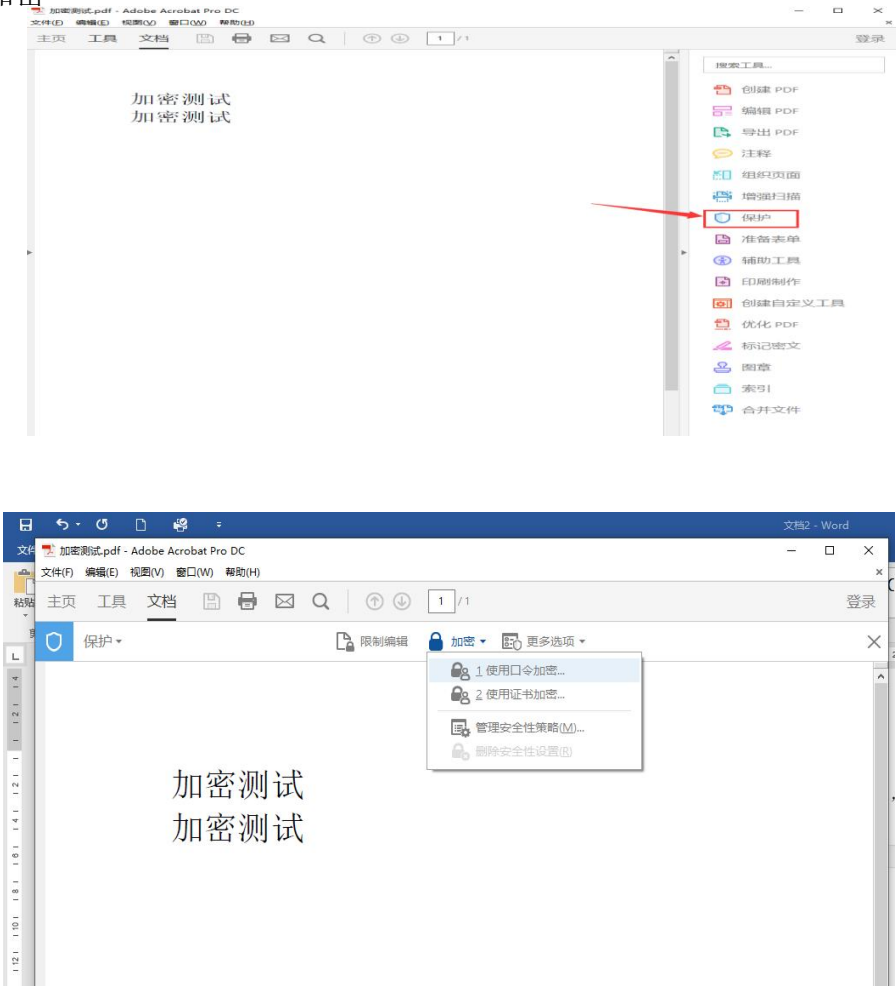 加密测试.pdf - Adobe Acrobat Pro DC
文件(F) 编辑(E) 视图(V) 窗口(W) 帮助(H)
主页 工具 文档 1 / 1 登录
搜索工具...
加密测试
加密测试
创建 PDF
编辑 PDF
导出 PDF
注释
组织页面
增强扫描
保护
准备表单
辅助工具
印刷制作
创建自定义工具
优化 PDF
标记密文
图章
索引
合并文件
文档2 - Word
加密测试.pdf - Adobe Acrobat Pro DC
文件(F) 编辑(E) 视图(V) 窗口(W) 帮助(H)
粘贴
主页 工具 文档 1 / 1 登录
保护 限制编辑 加密 更多选项
1 使用口令加密...
2 使用证书加密...
管理安全性策略(M)...
删除安全性设置(R)
加密测试
加密测试